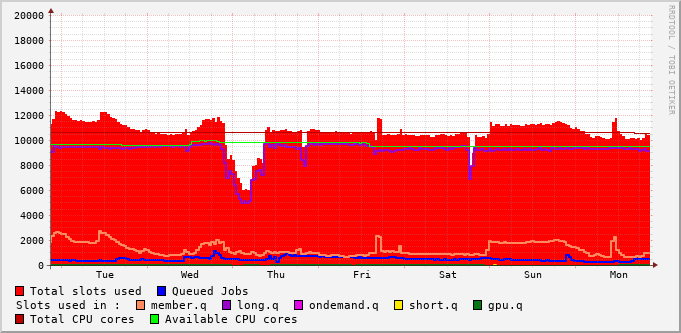 20000
18000
16000
14000
12000
10000
8000
6000
4000
2000
0
Tue Wed Thu Fri Sat Sun Mon
RRDTOOL / TOBI OETIKER
Total slots used Queued Jobs
Slots used in : member.q long.q ondemand.q short.q gpu.q
Total CPU cores Available CPU cores